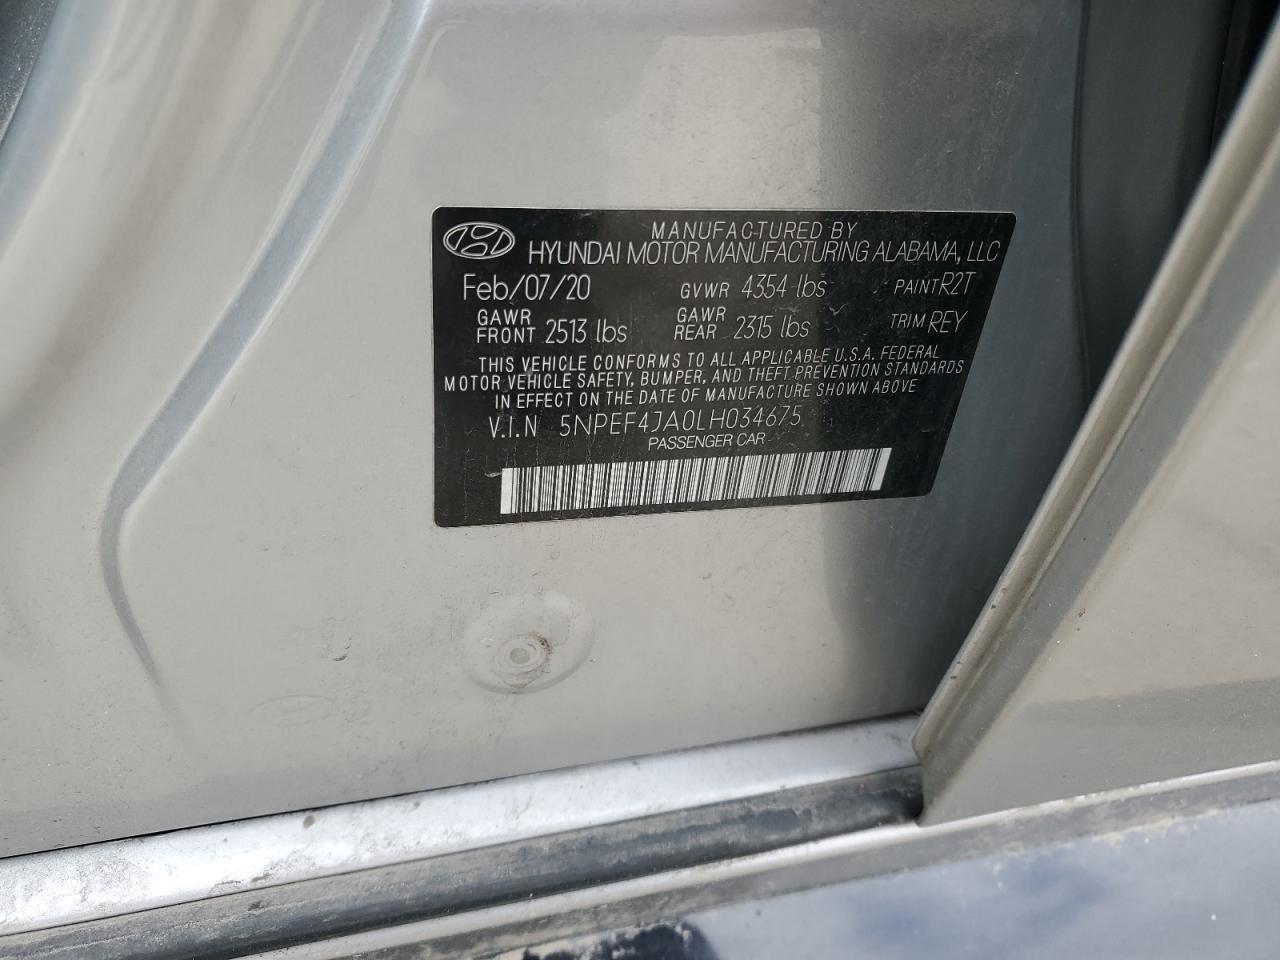 MANUFACTURED BY
HYUNDAI MOTOR MANUFACTURING ALABAMA, LLC
Feb/07/20 GVWR 4354 lbs PAINT R2T
GAWR FRONT 2513 lbs GAWR REAR 2315 lbs TRIM REY
THIS VEHICLE CONFORMS TO ALL APPLICABLE U.S.A. FEDERAL
MOTOR VEHICLE SAFETY, BUMPER, AND THEFT PREVENTION STANDARDS
IN EFFECT ON THE DATE OF MANUFACTURE SHOWN ABOVE
V.I.N 5NPEF4JA0LH034675
PASSENGER CAR